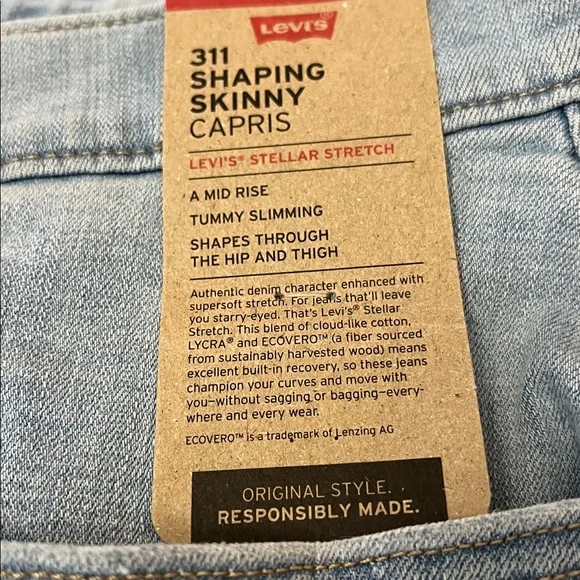 Levi's
311
SHAPING
SKINNY
CAPRIS
LEVI'S® STELLAR STRETCH
A MID RISE
TUMMY SLIMMING
SHAPES THROUGH
THE HIP AND THIGH
Authentic denim character enhanced with
supersoft stretch. For jeans that'll leave
you starry-eyed. That's Levi's® Stellar
Stretch. This blend of cloud-like cotton,
LYCRA® and ECOVERO™ (a fiber sourced
from sustainably harvested wood) means
excellent built-in recovery, so these jeans
champion your curves and move with
you—without sagging or bagging—every-
where and every wear.
ECOVERO™ is a trademark of Lenzing AG
ORIGINAL STYLE.
RESPONSIBLY MADE.